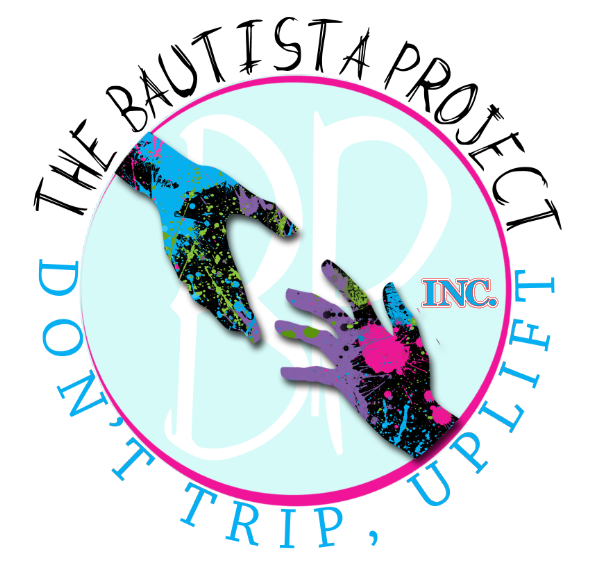 THE BAUTISTA PROJECT
BP
INC.
DON'T TRIP, UPLIFT